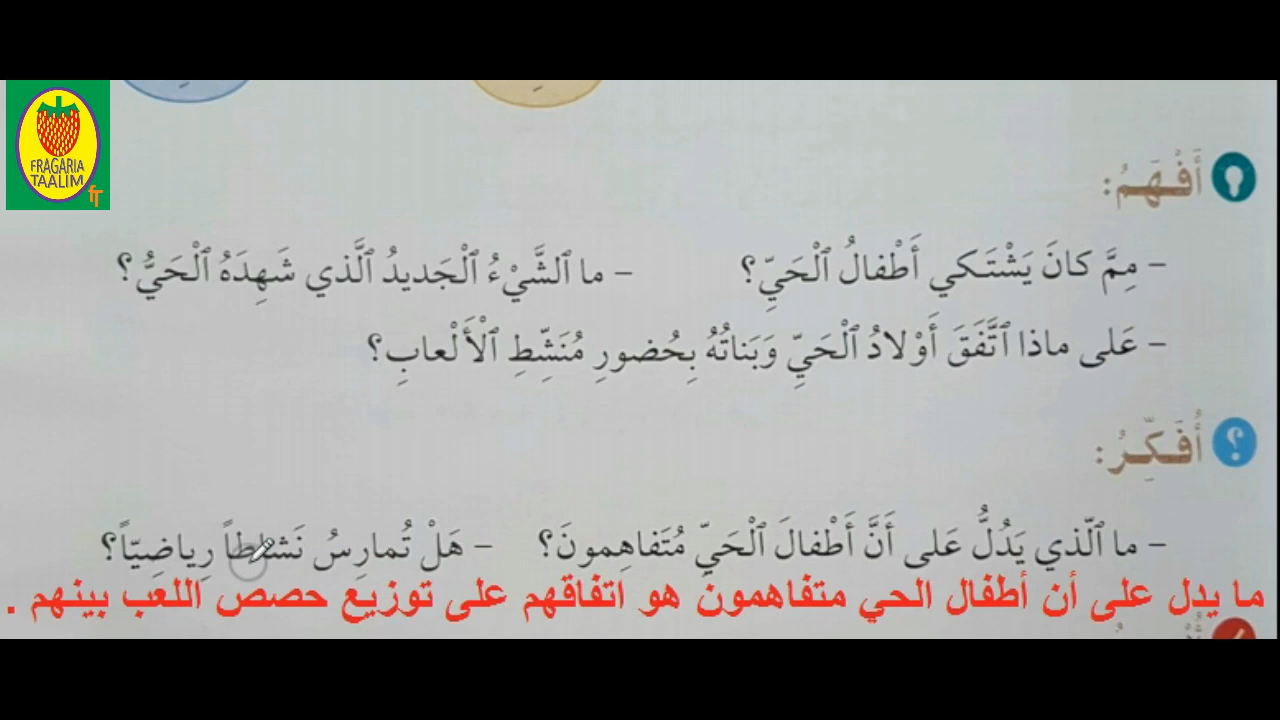 FRAGARIA
TAALIM
fT
أَفْهَمُ:
- مِمَّ كانَ يَشْتَكي أَطْفالُ ٱلْحَيِّ؟ - ما ٱلشَّيْءُ ٱلْجَديدُ ٱلَّذي شَهِدَهُ ٱلْحَيُّ؟
- عَلى ماذا ٱتَّفَقَ أَوْلادُ ٱلْحَيِّ وَبَناتُهُ بِحُضورِ مُنَشِّطِ ٱلْأَلْعابِ؟
؟ أُفَكِّرُ:
- ما ٱلّذي يَدُلُّ عَلى أَنَّ أَطْفالَ ٱلْحَيِّ مُتَفاهِمونَ؟ - هَلْ تُمارِسُ نَشاطاً رِياضِيّاً؟
ما يدل على أن أطفال الحي متفاهمون هو اتفاقهم على توزيع حصص اللعب بينهم .